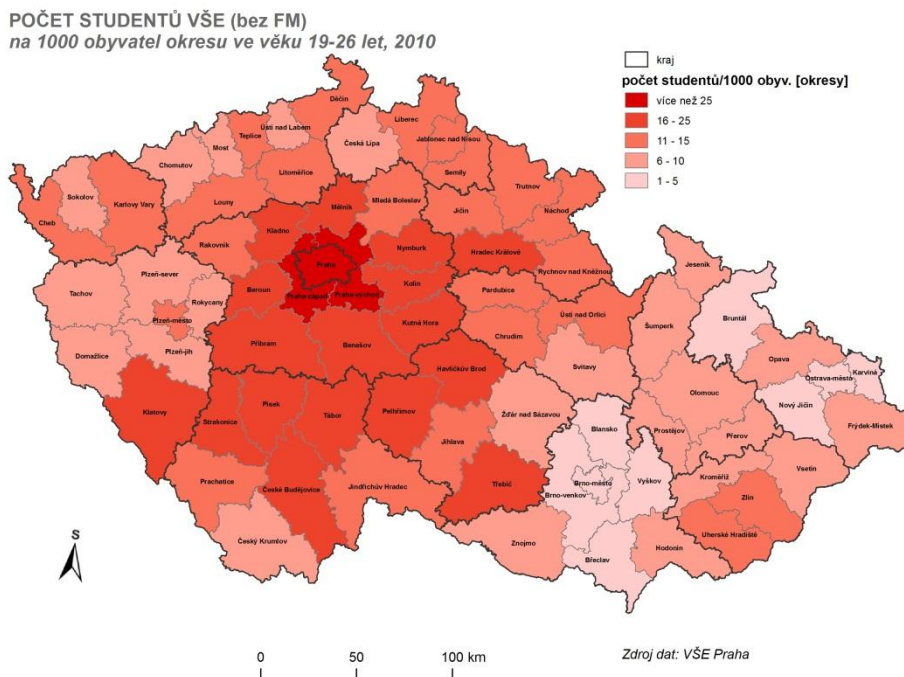 POČET STUDENTŮ VŠE (bez FM)
na 1000 obyvatel okresu ve věku 19-26 let, 2010
kraj
počet studentů/1000 obyv. [okresy]
více než 25
16 - 25
11 - 15
6 - 10
1 - 5
Děčín
Liberec
Ústí nad Labem
Teplice
Česká Lípa
Jablonec nad Nisou
Most
Chomutov
Litoměřice
Semily
Trutnov
Sokolov
Karlovy Vary
Louny
Mělník
Mladá Boleslav
Jičín
Náchod
Cheb
Kladno
Rakovník
Nymburk
Hradec Králové
Rychnov nad Kněžnou
Jeseník
Plzeň-sever
Praha
Tachov
Beroun
Praha-západ
Praha-východ
Kolín
Pardubice
Bruntál
Rokycany
Plzeň-město
Kutná Hora
Chrudim
Ústí nad Orlicí
Šumperk
Příbram
Benešov
Domažlice
Plzeň-jih
Svitavy
Opava
Karviná
Ostrava-město
Havlíčkův Brod
Olomouc
Nový Jičín
Klatovy
Písek
Tábor
Pelhřimov
Žďár nad Sázavou
Strakonice
Blansko
Prostějov
Přerov
Frýdek-Místek
Jihlava
Vsetín
Kroměříž
Prachatice
České Budějovice
Jindřichův Hradec
Třebíč
Brno-město
Brno-venkov
Vyškov
Zlín
Uherské Hradiště
Český Krumlov
Znojmo
Hodonín
Břeclav
S
0 50 100 km
Zdroj dat: VŠE Praha